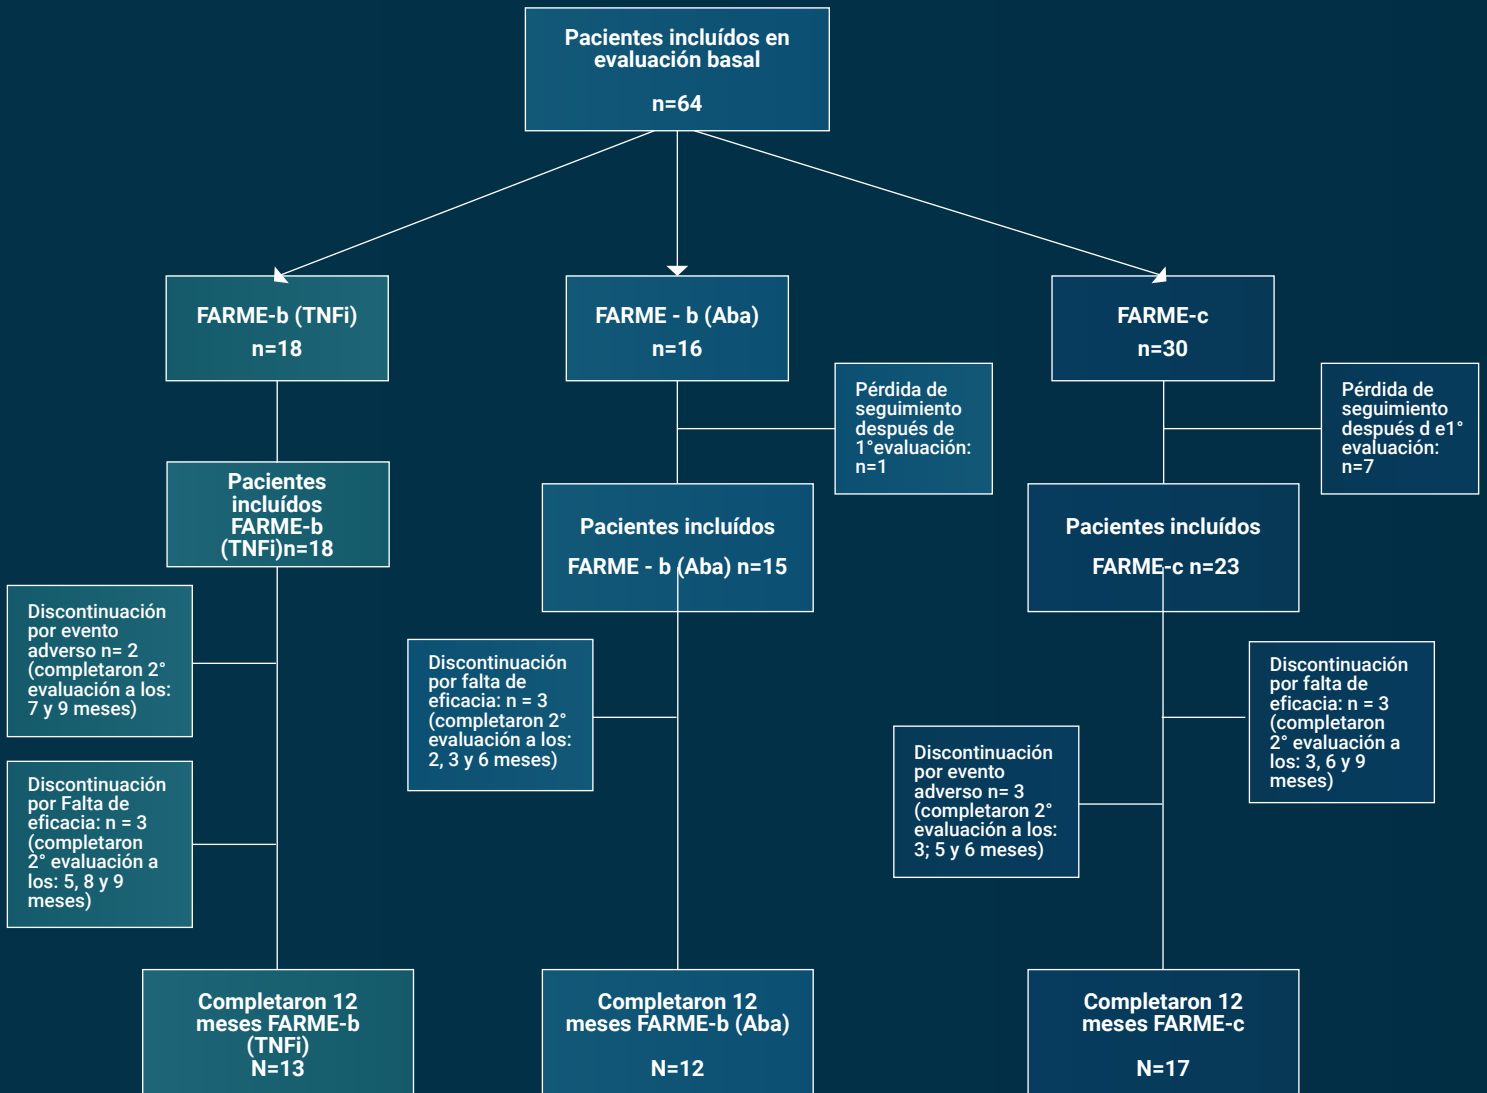 Pacientes incluídos en
evaluación basal
n=64
FARME-b (TNFi)
n=18
FARME - b (Aba)
n=16
FARME-c
n=30
Pérdida de
seguimiento
después de
1°evaluación:
n=1
Pérdida de
seguimiento
después d e1°
evaluación:
n=7
Pacientes
incluídos
FARME-b
(TNFi)n=18
Pacientes incluídos
FARME - b (Aba) n=15
Pacientes incluídos
FARME-c n=23
Discontinuación
por evento
adverso n= 2
(completaron 2°
evaluación a los:
7 y 9 meses)
Discontinuación
por falta de
eficacia: n = 3
(completaron 2°
evaluación a los:
2, 3 y 6 meses)
Discontinuación
por falta de
eficacia: n = 3
(completaron
2° evaluación a
los: 3, 6 y 9
meses)
Discontinuación
por evento
adverso n= 3
(completaron 2°
evaluación a los:
3; 5 y 6 meses)
Discontinuación
por Falta de
eficacia: n = 3
(completaron
2° evaluación a
los: 5, 8 y 9
meses)
Completaron 12
meses FARME-b
(TNFi)
N=13
Completaron 12
meses FARME-b (Aba)
N=12
Completaron 12
meses FARME-c
N=17